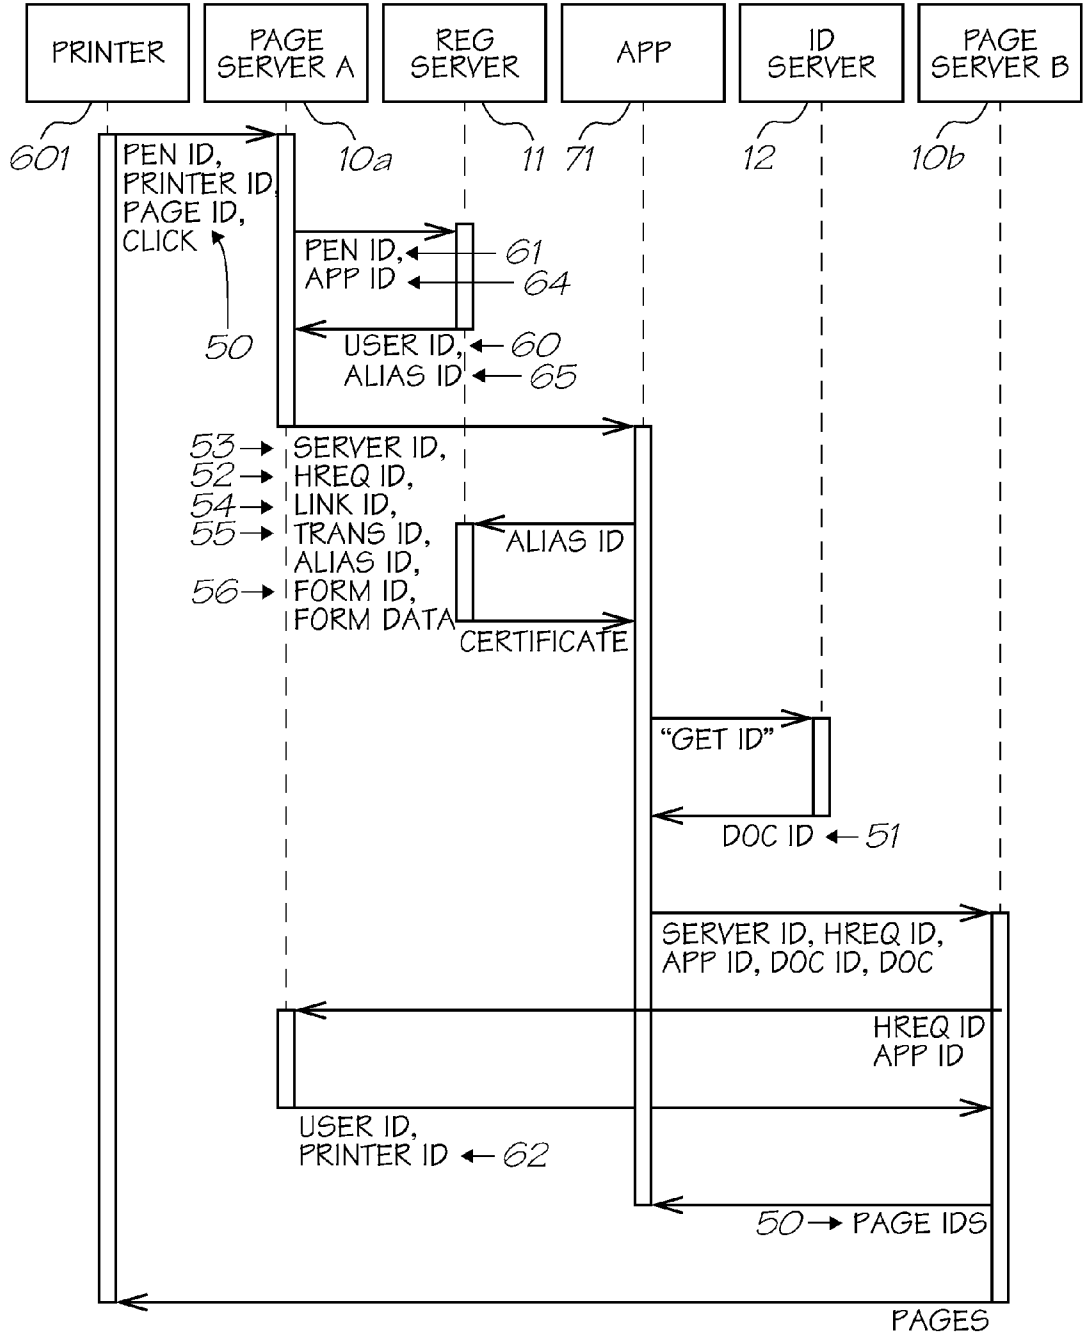 PRINTER
PAGE
SERVER A
REG
SERVER
APP
ID
SERVER
PAGE
SERVER B
601
10a
11
71
12
10b
PEN ID,
PRINTER ID,
PAGE ID,
CLICK
50
PEN ID, 61
APP ID 64
USER ID, 60
ALIAS ID 65
53 SERVER ID,
52 HREQ ID,
54 LINK ID,
55 TRANS ID,
ALIAS ID,
56 FORM ID,
FORM DATA
ALIAS ID
CERTIFICATE
“GET ID”
DOC ID 51
SERVER ID, HREQ ID,
APP ID, DOC ID, DOC
HREQ ID
APP ID
USER ID,
PRINTER ID 62
50 PAGE IDS
PAGES